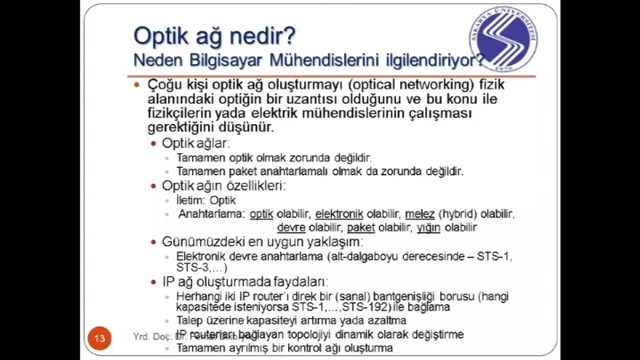 Optik ağ nedir?
Neden Bilgisayar Mühendislerini ilgilendiriyor?
SAKARYA ÜNİVERSİTESİ
1970
Çoğu kişi optik ağ oluşturmayı (optical networking) fizik
alanındaki optiğin bir uzantısı olduğunu ve bu konu ile
fizikçilerin yada elektrik mühendislerinin çalışması
gerektiğini düşünür.
Optik ağlar:
Tamamen optik olmak zorunda değildir.
Tamamen paket anahtarlamalı olmak da zorunda değildir.
Optik ağın özellikleri:
İletim: Optik
Anahtarlama: optik olabilir, elektronik olabilir, melez (hybrid) olabilir,
devre olabilir, paket olabilir, yığın olabilir
Günümüzdeki en uygun yaklaşım:
Elektronik devre anahtarlama (alt-dalgaboyu derecesinde – STS-1,
STS-3,…)
IP ağ oluşturmada faydaları:
Herhangi iki IP router'ı direk bir (sanal) bantgenişliği borusu (hangi
kapasitede isteniyorsa STS-1,…,STS-192) ile bağlama
Talep üzerine kapasiteyi artırma yada azaltma
IP routerları bağlayan topolojiyi dinamik olarak değiştirme
Tamamen ayrılmış bir kontrol ağı oluşturma
13 Yrd. Doç. Dr.